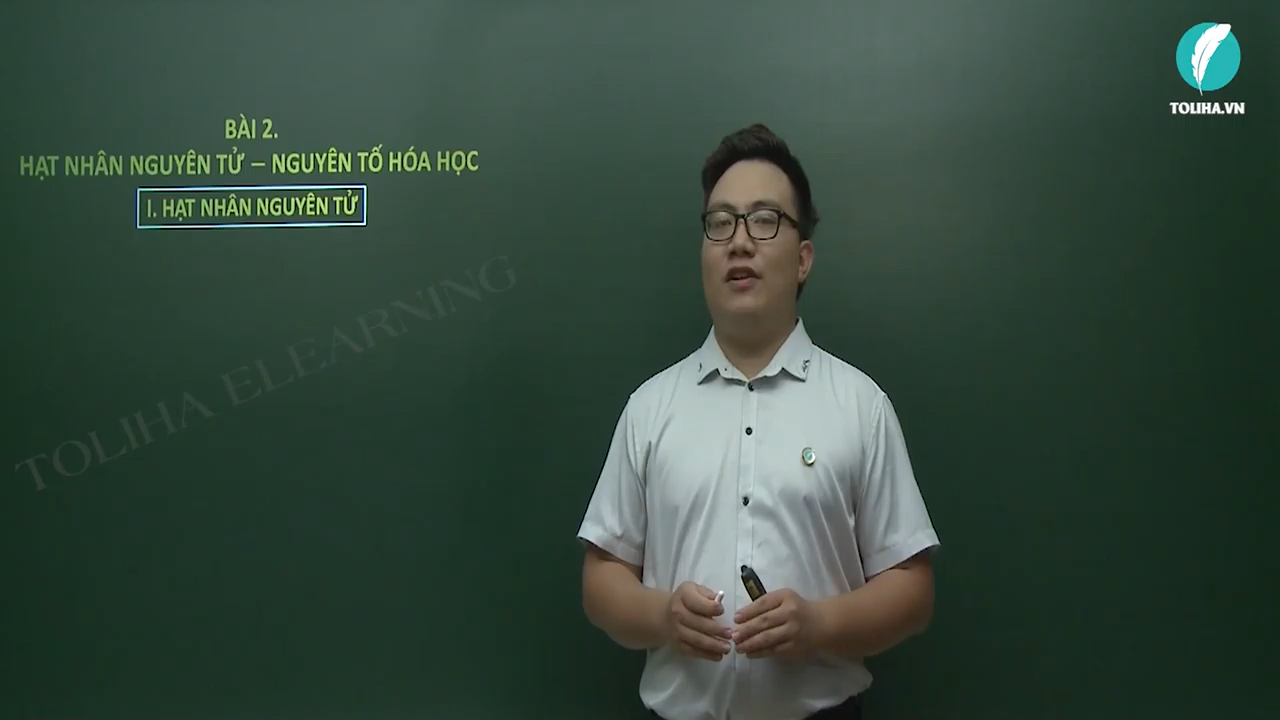 TOLIHA.VN
BÀI 2.
HẠT NHÂN NGUYÊN TỬ – NGUYÊN TỐ HÓA HỌC
I. HẠT NHÂN NGUYÊN TỬ
TOLIHA ELEARNING